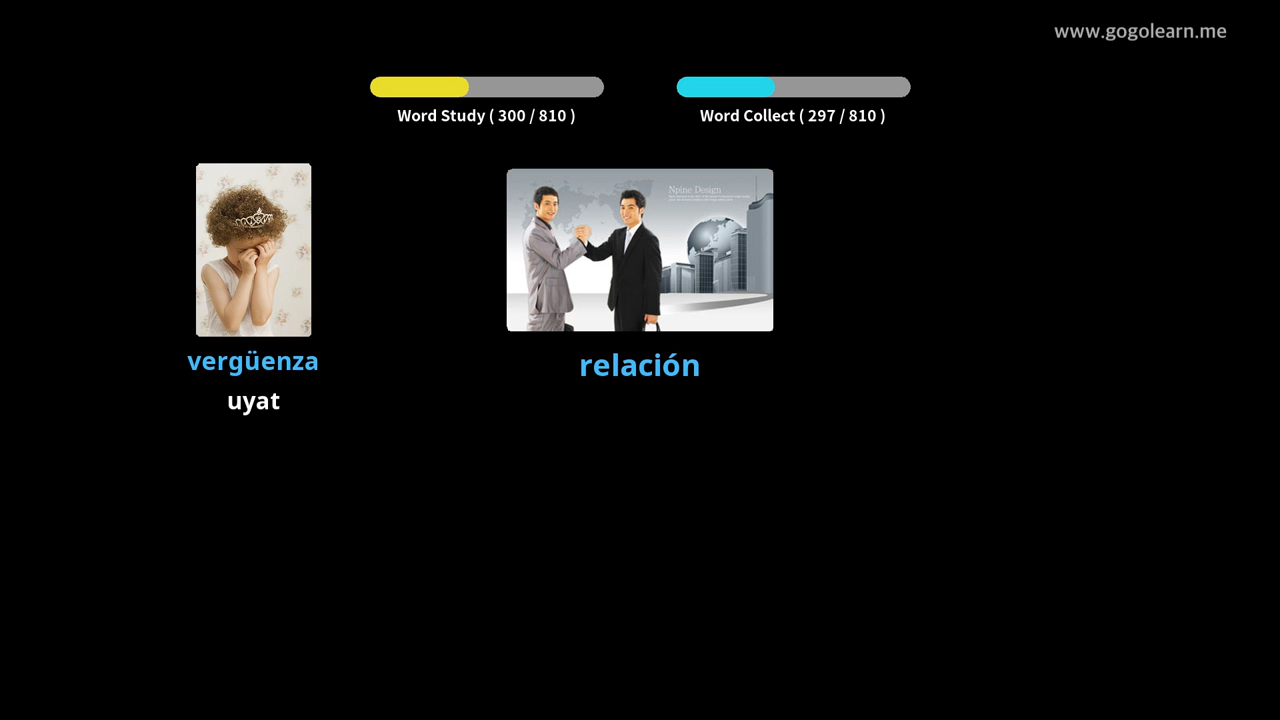 www.gogolearn.me
Word Study ( 300 / 810 )
Word Collect ( 297 / 810 )
Npine Design
vergüenza
uyat
relación